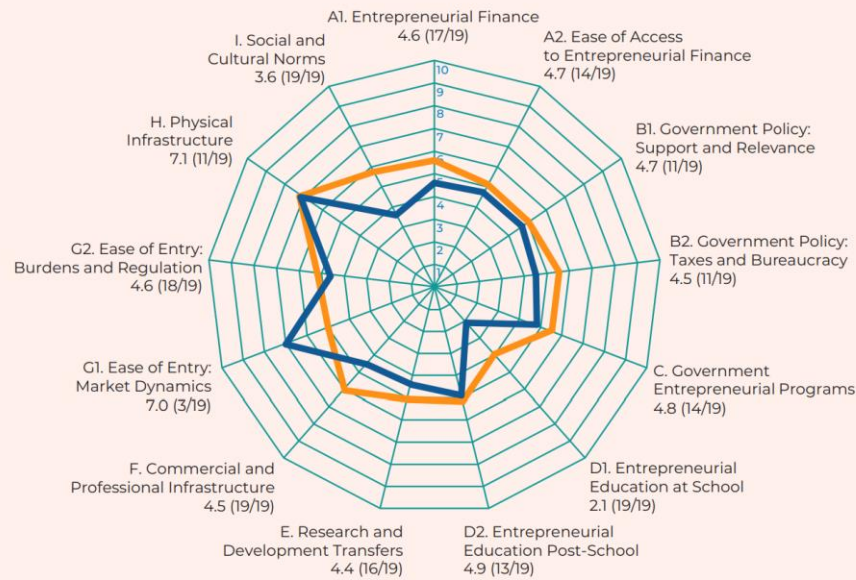 A1. Entrepreneurial Finance
4.6 (17/19)
A2. Ease of Access
to Entrepreneurial Finance
4.7 (14/19)
B1. Government Policy:
Support and Relevance
4.7 (11/19)
B2. Government Policy:
Taxes and Bureaucracy
4.5 (11/19)
C. Government
Entrepreneurial Programs
4.8 (14/19)
D1. Entrepreneurial
Education at School
2.1 (19/19)
D2. Entrepreneurial
Education Post-School
4.9 (13/19)
E. Research and
Development Transfers
4.4 (16/19)
F. Commercial and
Professional Infrastructure
4.5 (19/19)
G1. Ease of Entry:
Market Dynamics
7.0 (3/19)
G2. Ease of Entry:
Burdens and Regulation
4.6 (18/19)
H. Physical
Infrastructure
7.1 (11/19)
I. Social and
Cultural Norms
3.6 (19/19)
10
9
8
7
4
3
2
1